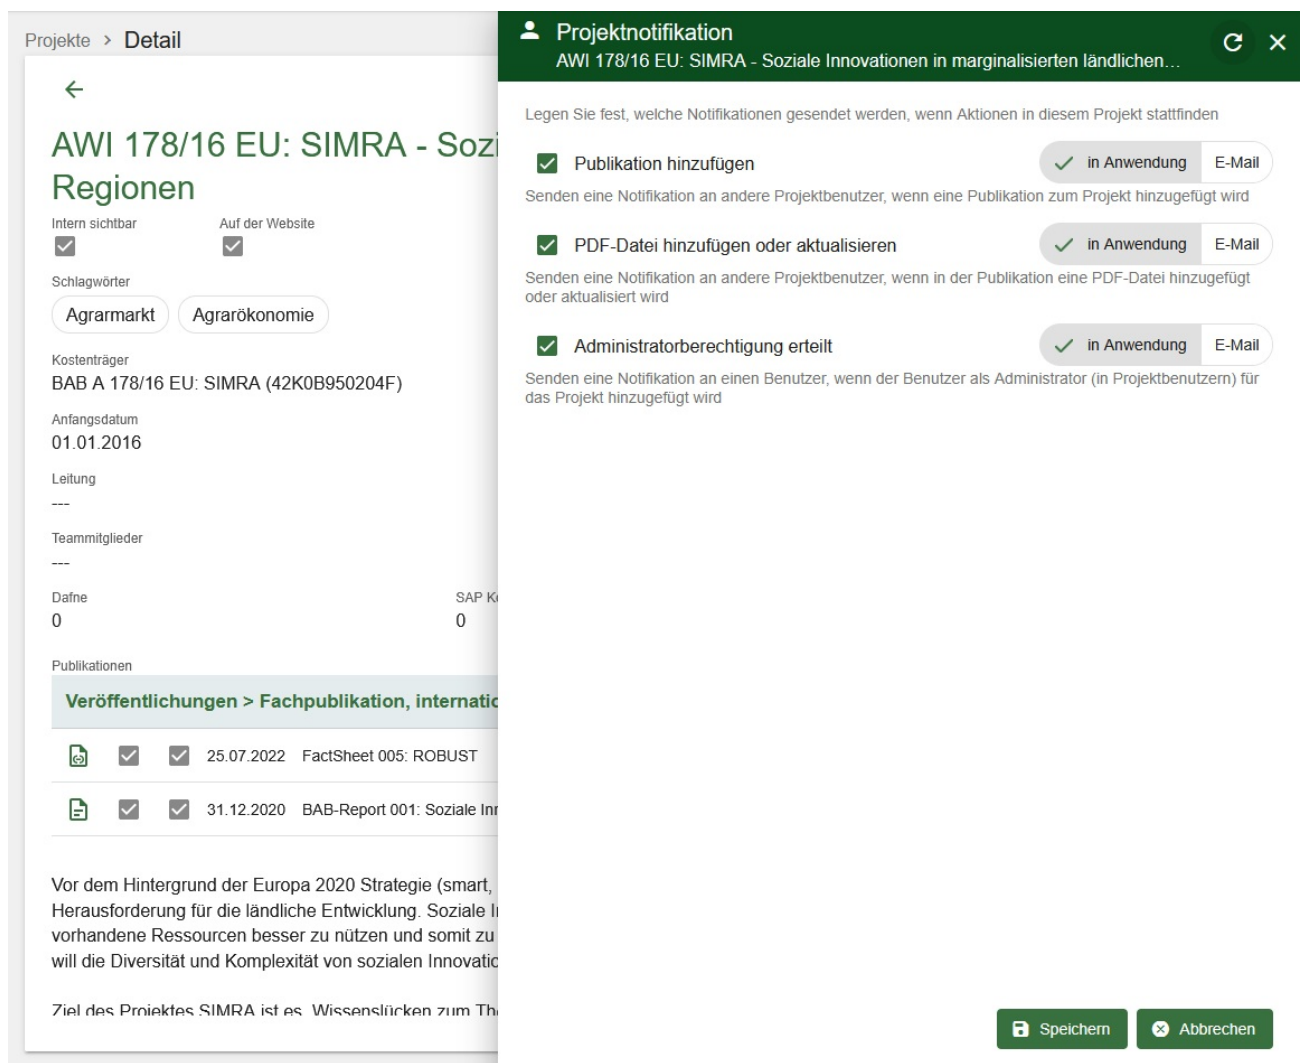 Projekte > Detail
AWI 178/16 EU: SIMRA - Sozi
Regionen
Intern sichtbar
Auf der Website
Schlagwörter
Agrarmarkt
Agrarökonomie
Kostenträger
BAB A 178/16 EU: SIMRA (42K0B950204F)
Anfangsdatum
01.01.2016
Leitung
---
Teammitglieder
---
Dafne
0
SAP K
0
Publikationen
Veröffentlichungen > Fachpublikation, internatio
25.07.2022 FactSheet 005: ROBUST
31.12.2020 BAB-Report 001: Soziale Inn
Vor dem Hintergrund der Europa 2020 Strategie (smart,
Herausforderung für die ländliche Entwicklung. Soziale I
vorhandene Ressourcen besser zu nützen und somit zu
will die Diversität und Komplexität von sozialen Innovatio
Ziel des Projektes SIMRA ist es, Wissenslücken zum Th
Projektnotifikation
AWI 178/16 EU: SIMRA - Soziale Innovationen in marginalisierten ländlichen...
Legen Sie fest, welche Notifikationen gesendet werden, wenn Aktionen in diesem Projekt stattfinden
Publikation hinzufügen
in Anwendung
E-Mail
Senden eine Notifikation an andere Projektbenutzer, wenn eine Publikation zum Projekt hinzugefügt wird
PDF-Datei hinzufügen oder aktualisieren
in Anwendung
E-Mail
Senden eine Notifikation an andere Projektbenutzer, wenn in der Publikation eine PDF-Datei hinzugefügt
oder aktualisiert wird
Administratorberechtigung erteilt
in Anwendung
E-Mail
Senden eine Notifikation an einen Benutzer, wenn der Benutzer als Administrator (in Projektbenutzern) für
das Projekt hinzugefügt wird
Speichern
Abbrechen